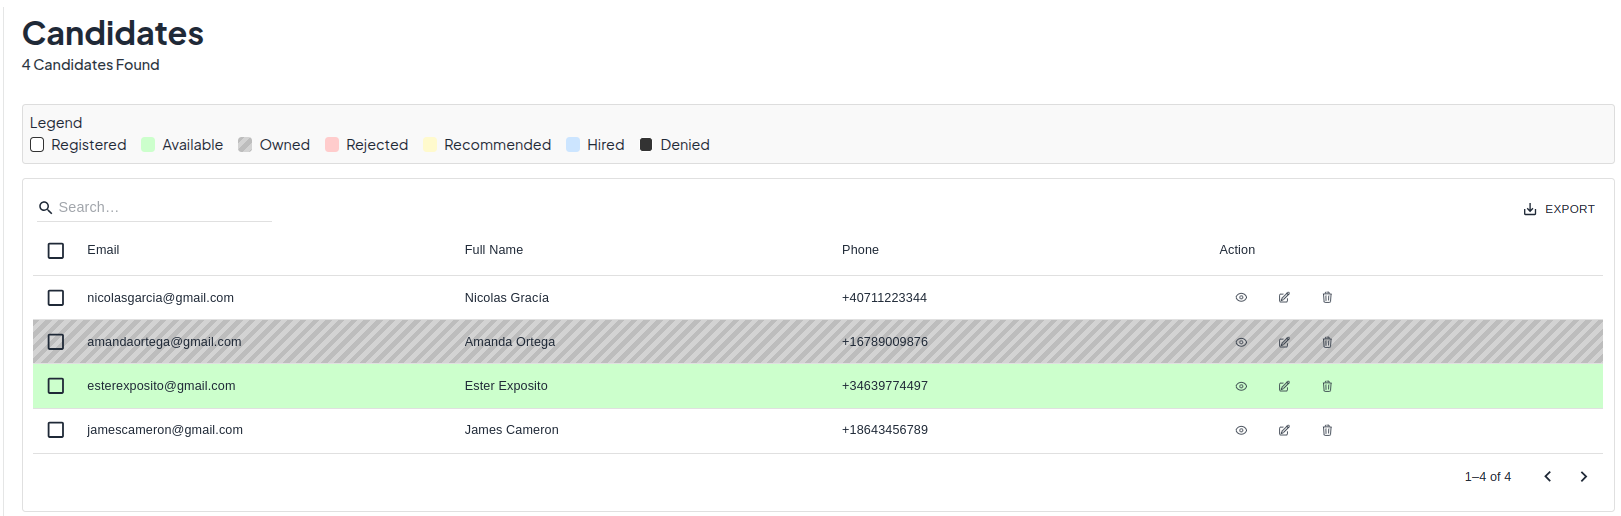 Candidates
4 Candidates Found
Legend
Registered Available Owned Rejected Recommended Hired Denied
Search...
EXPORT
Email Full Name Phone Action
nicolasgarcia@gmail.com Nicolas Gracía +40711223344
amandaortega@gmail.com Amanda Ortega +16789009876
esterexposito@gmail.com Ester Exposito +34639774497
jamescameron@gmail.com James Cameron +18643456789
1–4 of 4